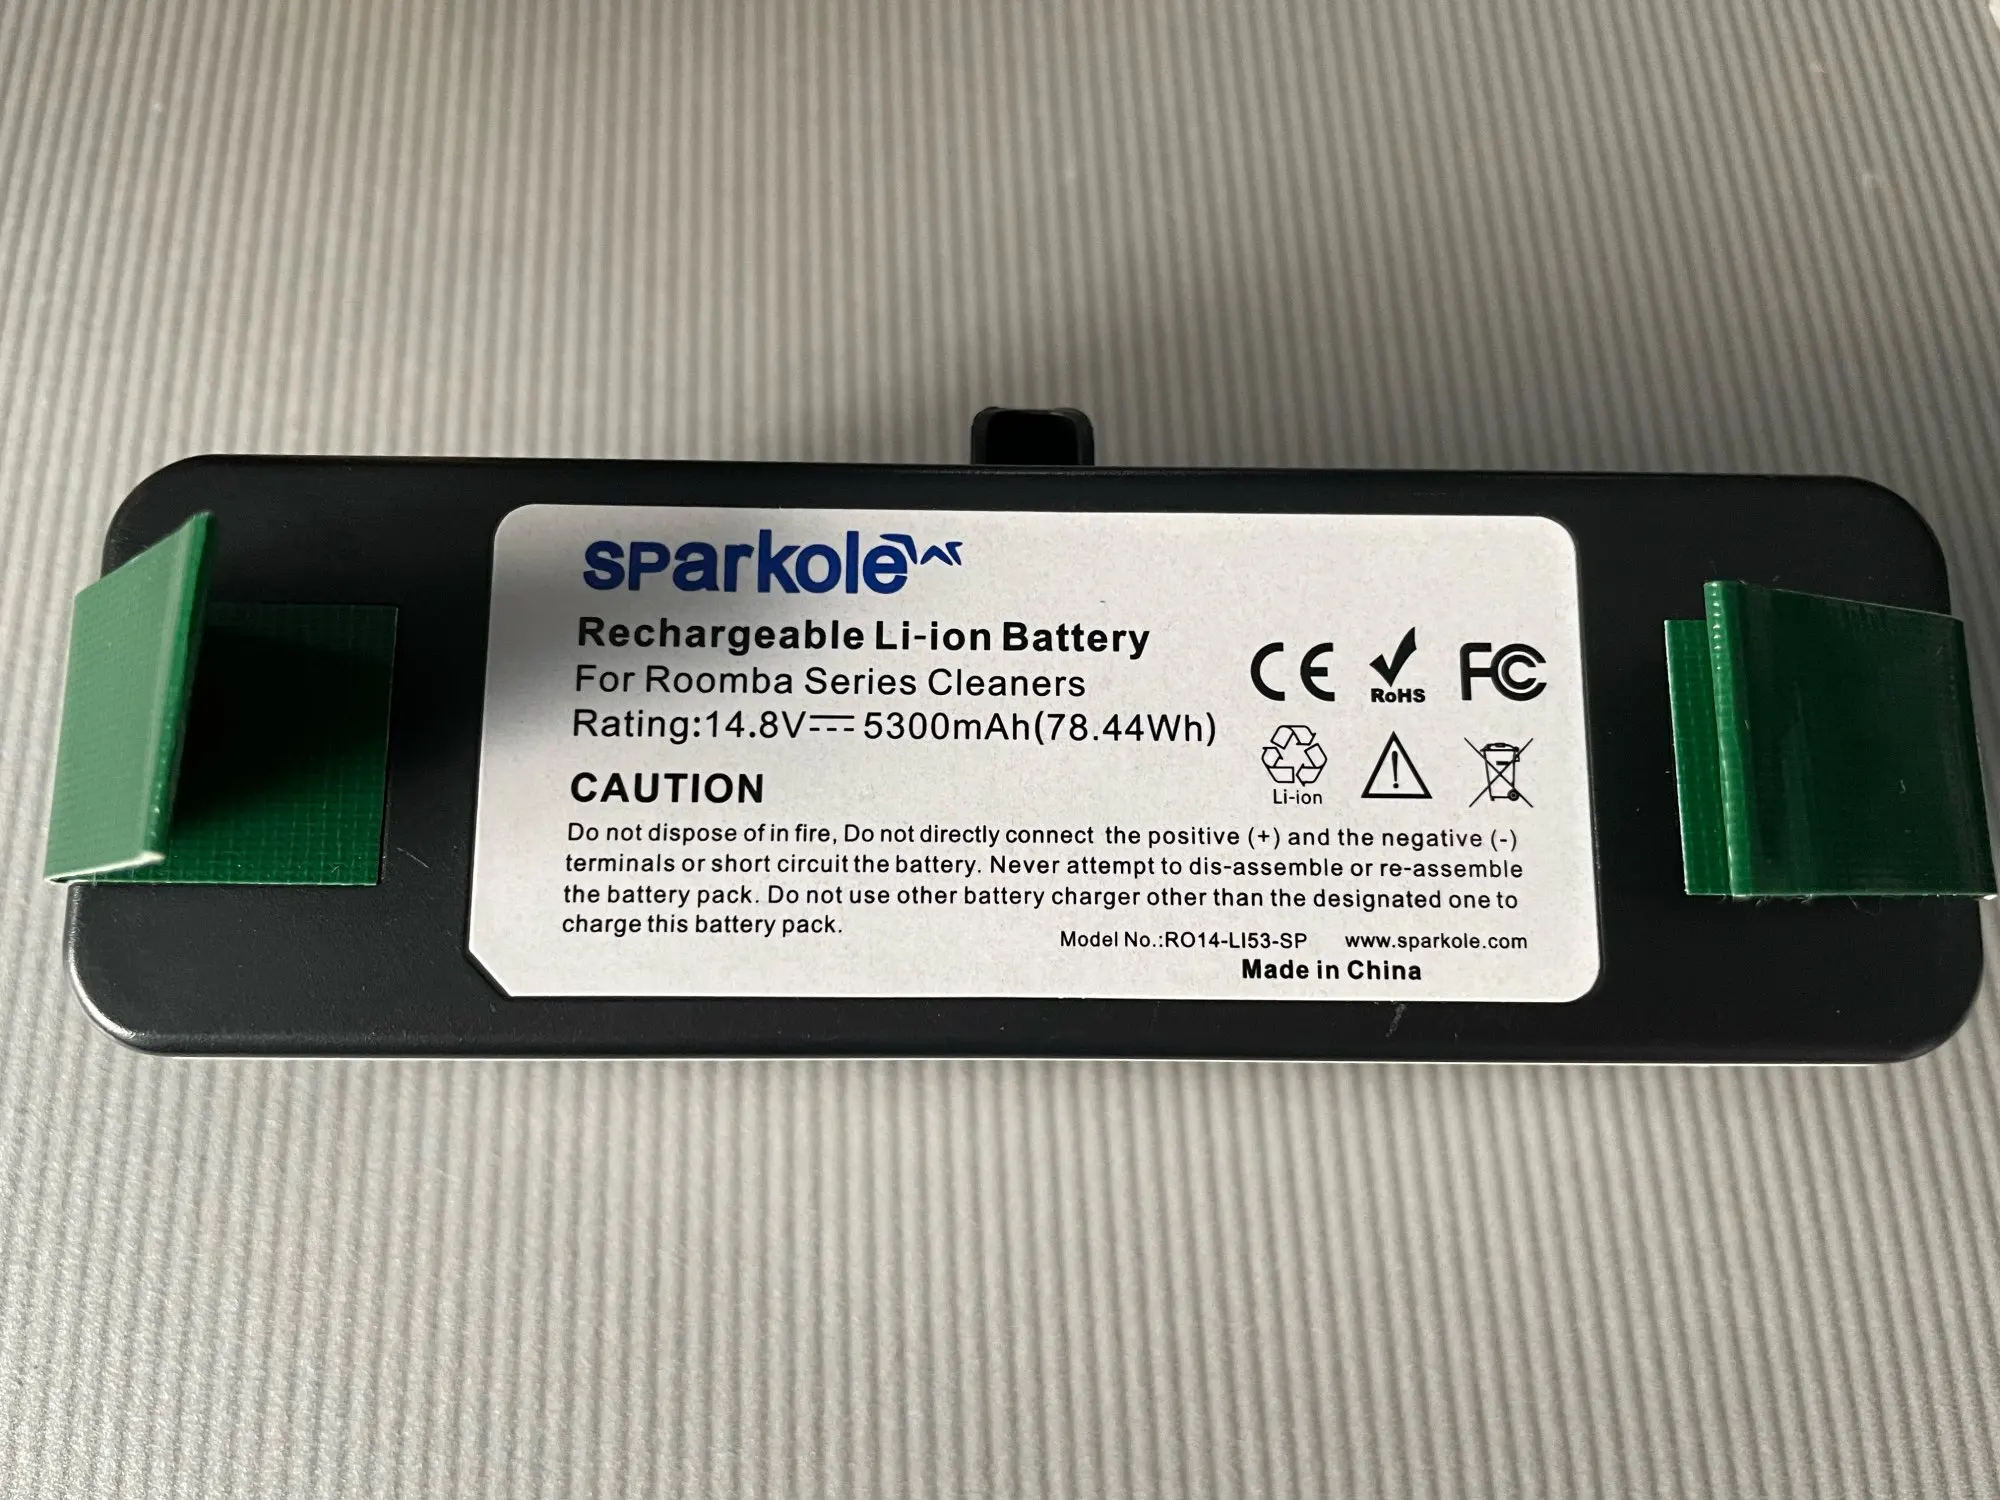 sparkole
Rechargeable Li-ion Battery
For Roomba Series Cleaners
Rating:14.8V⎓5300mAh(78.44Wh)
CE
RoHS
FC
Li-ion
CAUTION
Do not dispose of in fire, Do not directly connect the positive (+) and the negative (-)
terminals or short circuit the battery. Never attempt to dis-assemble or re-assemble
the battery pack. Do not use other battery charger other than the designated one to
charge this battery pack.
Model No.:RO14-LI53-SP www.sparkole.com
Made in China